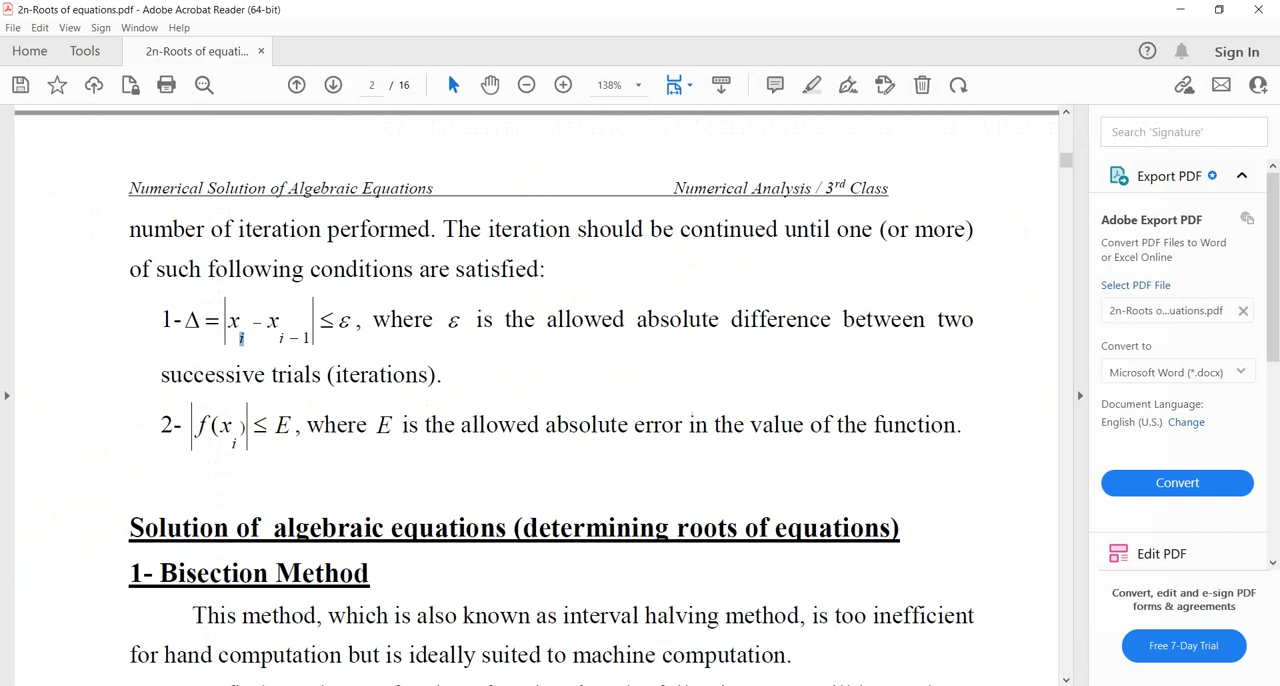 2n-Roots of equations.pdf - Adobe Acrobat Reader (64-bit)
File Edit View Sign Window Help
Home Tools 2n-Roots of equati... × Sign In
2 / 16 138%
Search 'Signature'
Export PDF
Adobe Export PDF
Convert PDF Files to Word
or Excel Online
Select PDF File
2n-Roots o...uations.pdf
Convert to
Microsoft Word (*.docx)
Document Language:
English (U.S.) Change
Convert
Edit PDF
Convert, edit and e-sign PDF
forms & agreements
Free 7-Day Trial
Numerical Solution of Algebraic Equations Numerical Analysis / 3rd Class
number of iteration performed. The iteration should be continued until one (or more)
of such following conditions are satisfied:
1- Δ = |x_i − x_{i−1}| ≤ ε, where ε is the allowed absolute difference between two
successive trials (iterations).
2- |f(x_i)| ≤ E, where E is the allowed absolute error in the value of the function.
Solution of algebraic equations (determining roots of equations)
1- Bisection Method
This method, which is also known as interval halving method, is too inefficient
for hand computation but is ideally suited to machine computation.